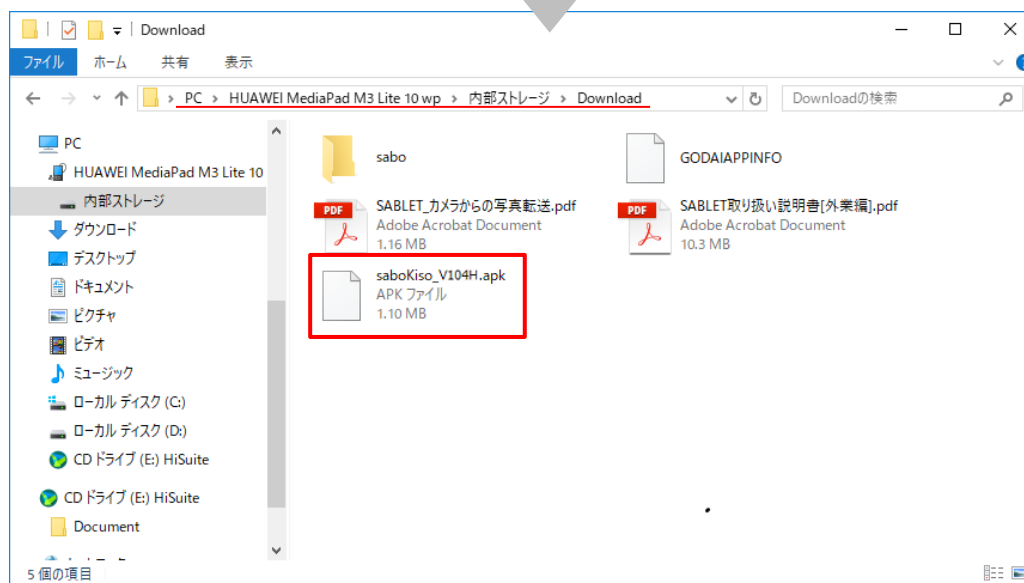 Download
ファイル ホーム 共有 表示
PC › HUAWEI MediaPad M3 Lite 10 wp › 内部ストレージ › Download
Downloadの検索
PC
HUAWEI MediaPad M3 Lite 10
内部ストレージ
ダウンロード
デスクトップ
ドキュメント
ピクチャ
ビデオ
ミュージック
ローカル ディスク (C:)
ローカル ディスク (D:)
CD ドライブ (E:) HiSuite
CD ドライブ (E:) HiSuite
Document
sabo
GODAIAPPINFO
PDF
SABLET_カメラからの写真転送.pdf
Adobe Acrobat Document
1.16 MB
PDF
SABLET取り扱い説明書[外業編].pdf
Adobe Acrobat Document
10.3 MB
saboKiso_V104H.apk
APK ファイル
1.10 MB
5 個の項目